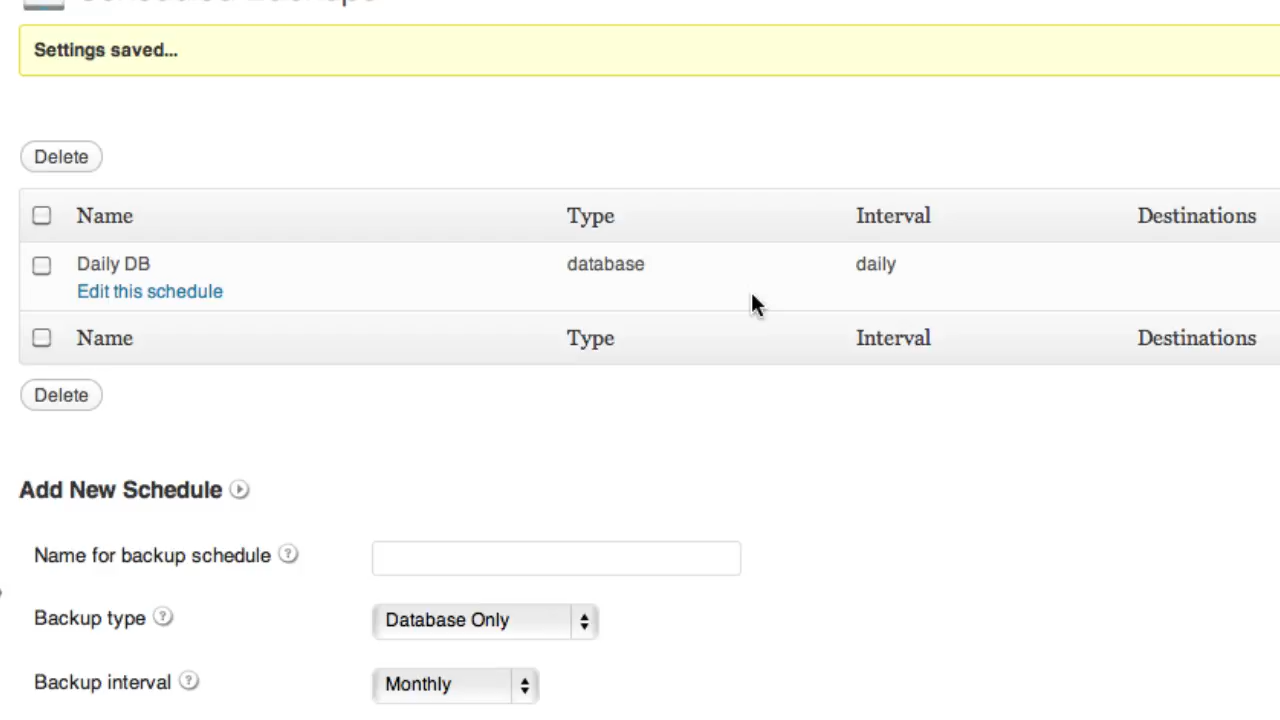 Settings saved...
Delete
Name Type Interval Destinations
Daily DB database daily
Edit this schedule
Name Type Interval Destinations
Delete
Add New Schedule
Name for backup schedule ?
Backup type ? Database Only
Backup interval ? Monthly